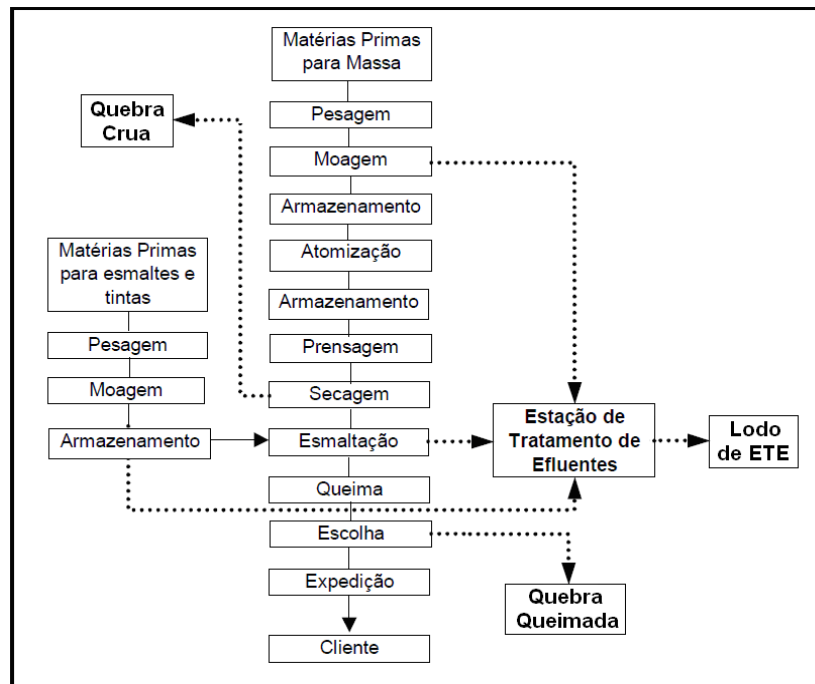 Matérias Primas
para Massa
Quebra
Crua
Pesagem
Moagem
Armazenamento
Atomização
Matérias Primas
para esmaltes e
tintas
Armazenamento
Pesagem
Prensagem
Moagem
Secagem
Armazenamento
Esmaltação
Estação de
Tratamento de
Efluentes
Lodo
de ETE
Queima
Escolha
Expedição
Quebra
Queimada
Cliente